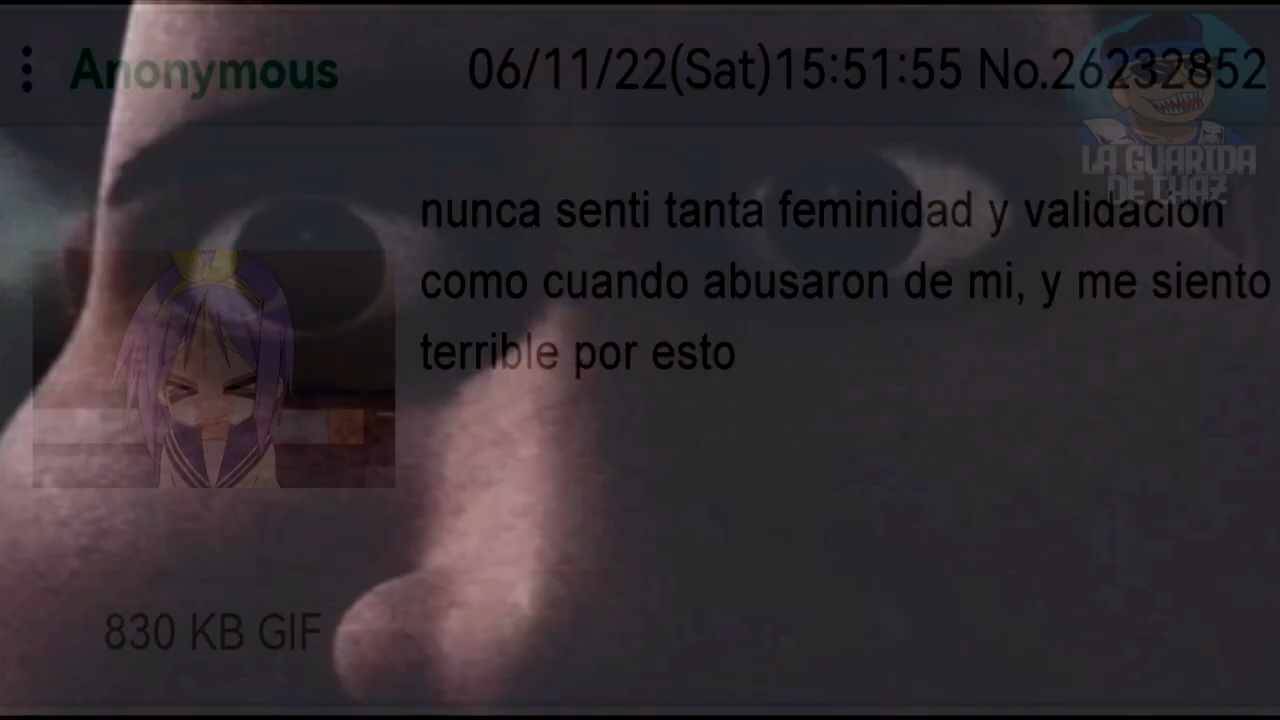 Anonymous 06/11/22(Sat)15:51:55 No.26232852
LA GUARIDA
DE CHAZ
nunca senti tanta feminidad y validacion
como cuando abusaron de mi, y me siento
terrible por esto
830 KB GIF